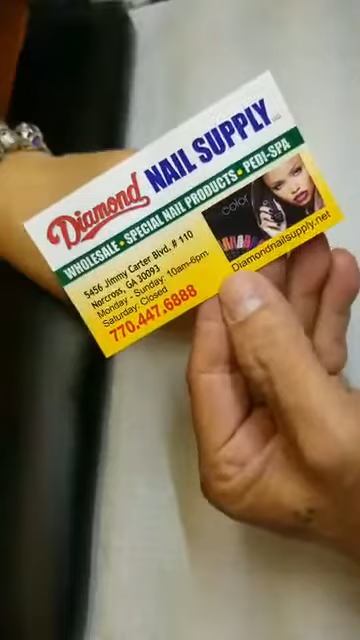 Diamond NAIL SUPPLY LLC
WHOLESALE • SPECIAL NAIL PRODUCTS • PEDI-SPA
5456 Jimmy Carter Blvd. # 110
Norcross, GA 30093
Monday - Sunday: 10am-6pm
Saturday: Closed
770.447.6888
color
Diamondnailsupply.net